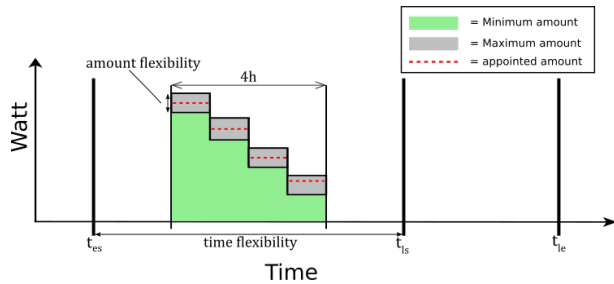 = Minimum amount
= Maximum amount
= appointed amount
amount flexibility
4h
Watt
tes
time flexibility
tls
tle
Time